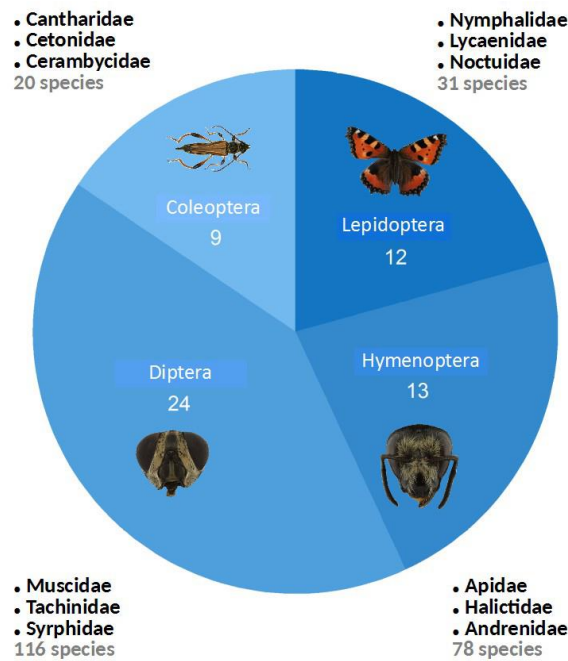 • Cantharidae
• Cetonidae
• Cerambycidae
20 species
• Nymphalidae
• Lycaenidae
• Noctuidae
31 species
Coleoptera
9
Lepidoptera
12
Diptera
24
Hymenoptera
13
• Muscidae
• Tachinidae
• Syrphidae
116 species
• Apidae
• Halictidae
• Andrenidae
78 species